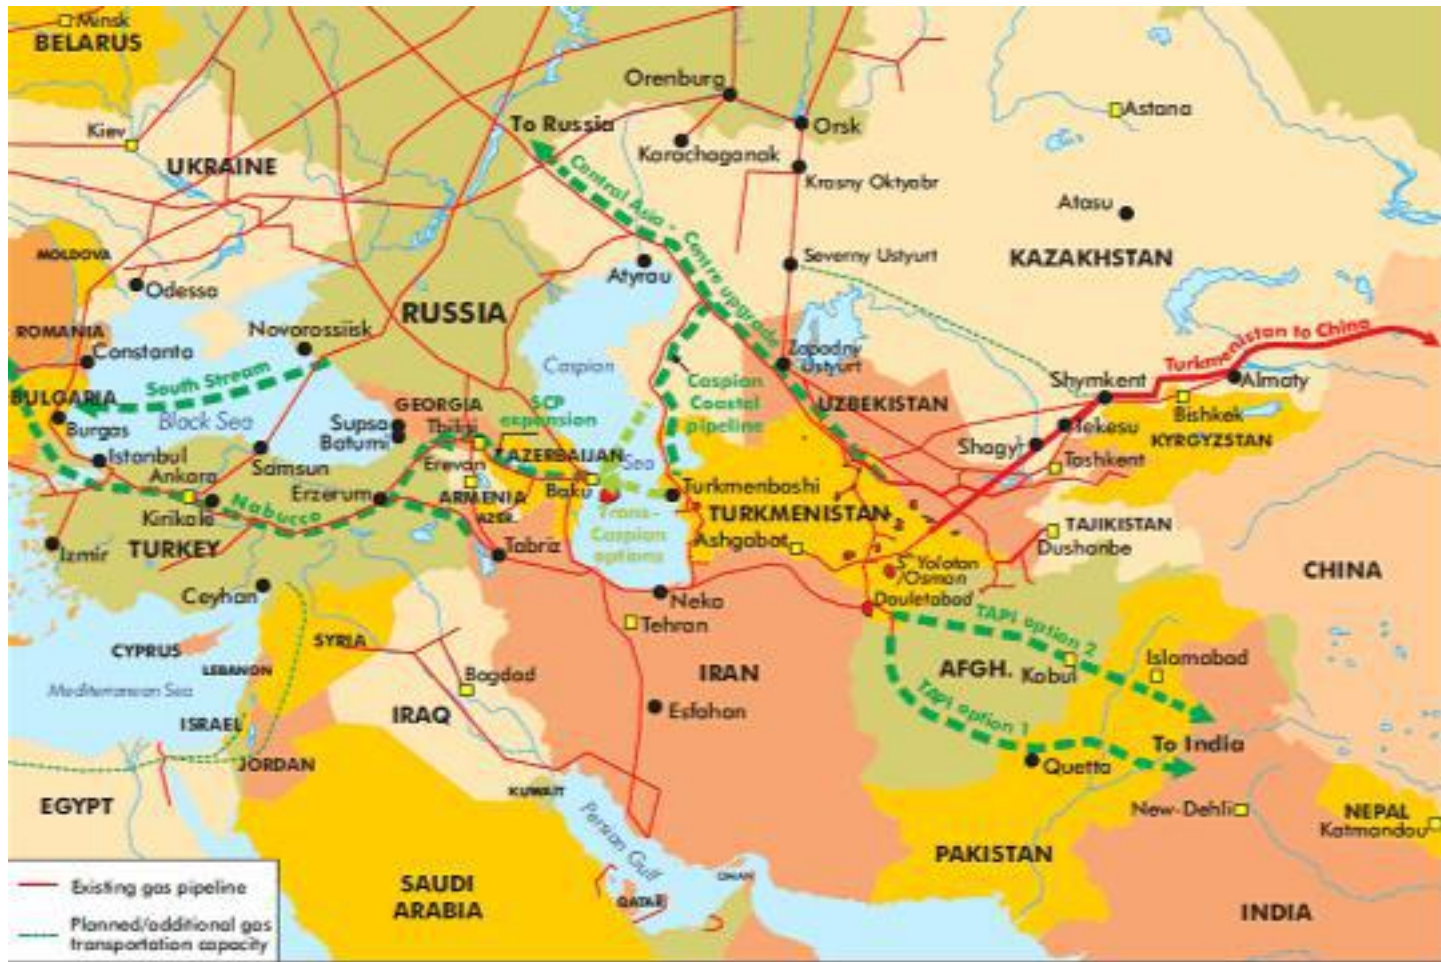 Minsk
BELARUS
Orenburg
Astana
Kiev
To Russia
Orsk
UKRAINE
Karachaganak
Krasny Oktyabr
Central Asia - Centre upgrade
Atasu
MOLDOVA
Atyrau
Severny Ustyurt
KAZAKHSTAN
Odessa
RUSSIA
ROMANIA
Novorossiisk
Constanta
Caspian
Zapadny
Ustyurt
Turkmenistan to China
South Stream
Shymkent
Almaty
BULGARIA
Black Sea
GEORGIA
SCP
expansion
Caspian
Coastal
pipeline
UZBEKISTAN
Bishkek
Burgas
Supsa
Batumi
Tbilisi
Tekesu
KYRGYZSTAN
Istanbul
Samsun
Shagyr
Ankara
Erevan
AZERBAIJAN
Sea
Tashkent
Kirikale
Nabucco
Erzerum
ARMENIA
Baku
Turkmenbashi
AZER.
Trans-
Caspian
options
TURKMENISTAN
TAJIKISTAN
Izmir
TURKEY
Tabriz
Ashgabat
Dushanbe
S. Yolotan
/Osman
CHINA
Ceyhan
Neka
Dauletabad
Tehran
TAPI option 2
CYPRUS
SYRIA
LEBANON
Mediterranean Sea
Bagdad
IRAN
AFGH.
Kabul
Islamabad
ISRAEL
IRAQ
Esfahan
TAPI option 1
To India
JORDAN
Quetta
KUWAIT
EGYPT
Persian Gulf
New-Dehli
NEPAL
Katmandou
PAKISTAN
SAUDI
ARABIA
OMAN
QATAR
INDIA
Existing gas pipeline
Planned/additional gas
transportation capacity